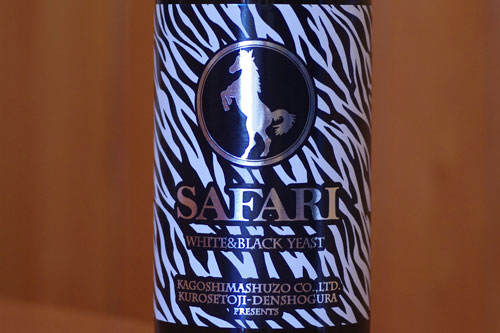 SAFARI
WHITE&BLACK YEAST
KAGOSHIMASHUZO CO.,LTD.
KUROSETOJI-DENSHOGURA
PRESENTS